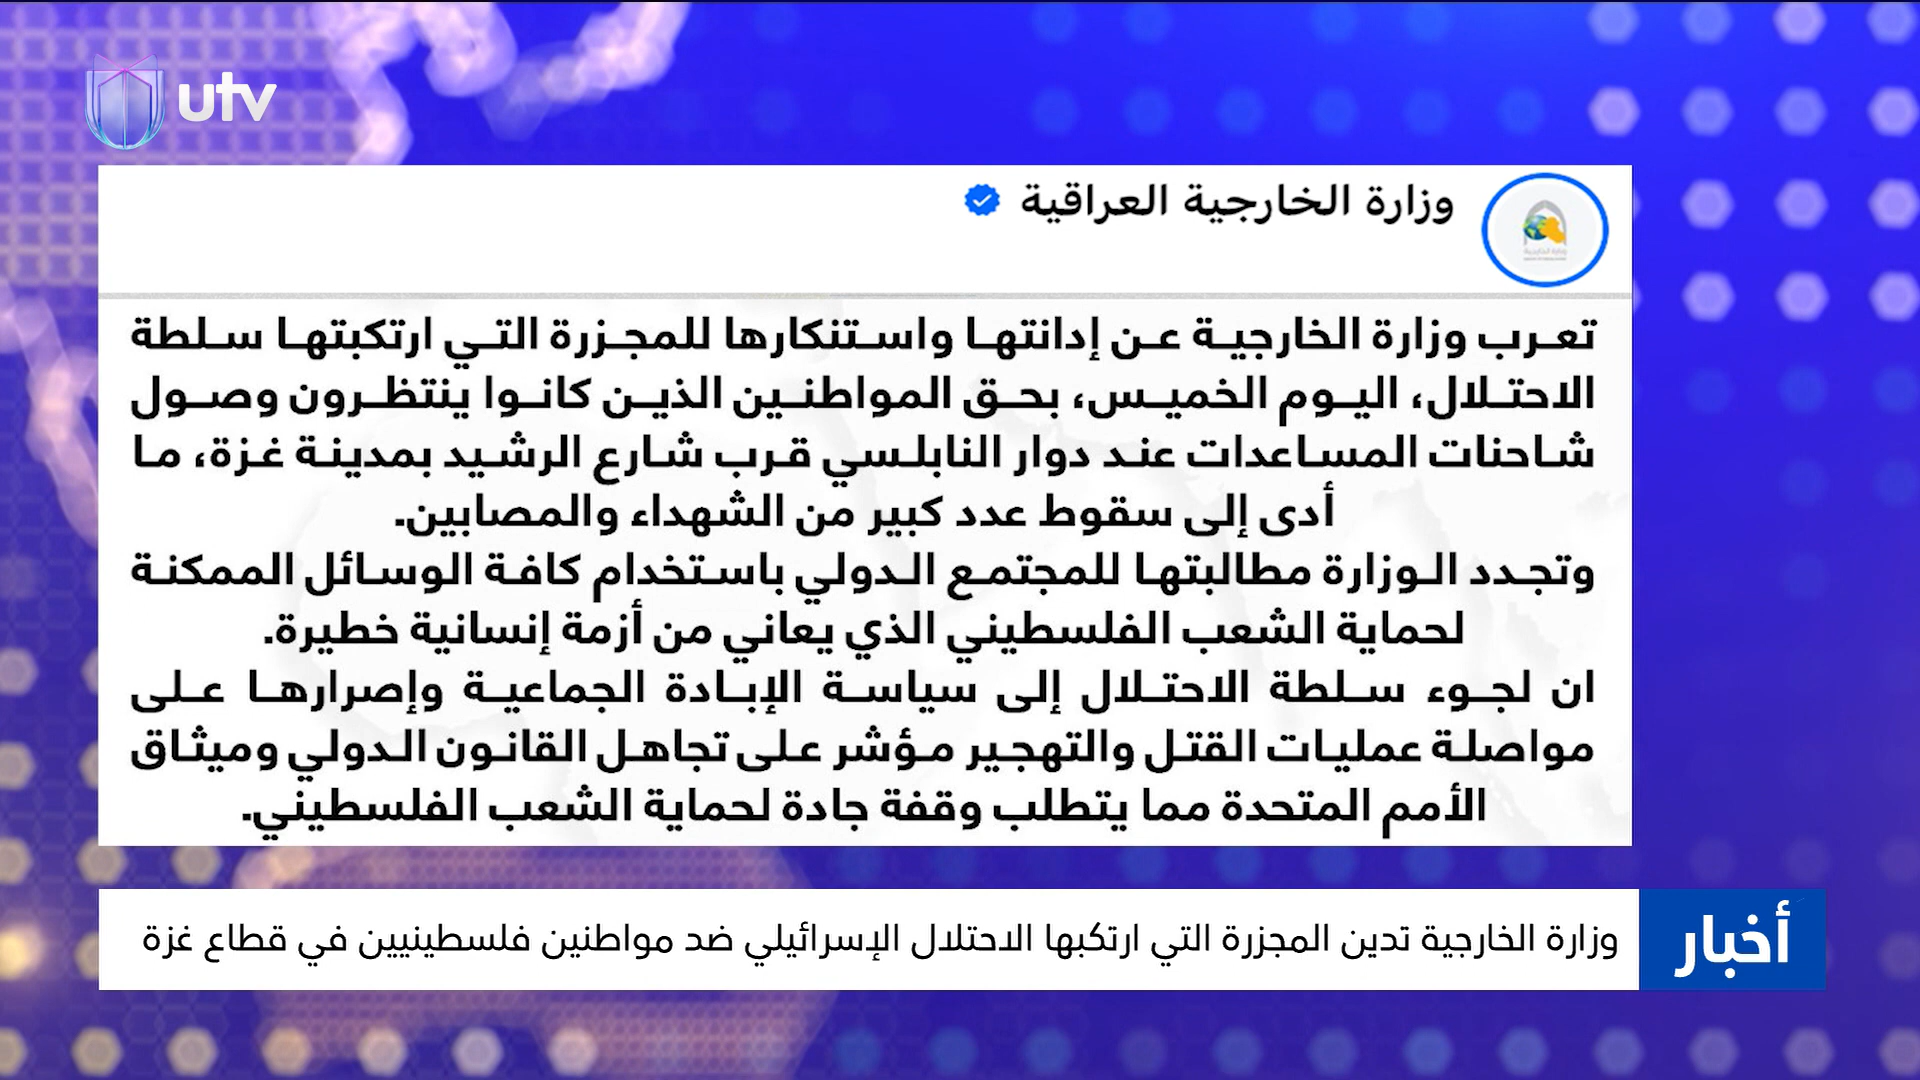 utv
وزارة الخارجية العراقية
تعرب وزارة الخارجية عن إدانتها واستنكارها للمجزرة التي ارتكبتها سلطة
الاحتلال، اليوم الخميس، بحق المواطنين الذين كانوا ينتظرون وصول
شاحنات المساعدات عند دوار النابلسي قرب شارع الرشيد بمدينة غزة، ما
أدى إلى سقوط عدد كبير من الشهداء والمصابين.
وتجدد الوزارة مطالبتها للمجتمع الدولي باستخدام كافة الوسائل الممكنة
لحماية الشعب الفلسطيني الذي يعاني من أزمة إنسانية خطيرة.
ان لجوء سلطة الاحتلال إلى سياسة الإبادة الجماعية وإصرارها على
مواصلة عمليات القتل والتهجير مؤشر على تجاهل القانون الدولي وميثاق
الأمم المتحدة مما يتطلب وقفة جادة لحماية الشعب الفلسطيني.
أخبار
وزارة الخارجية تدين المجزرة التي ارتكبها الاحتلال الإسرائيلي ضد مواطنين فلسطينيين في قطاع غزة